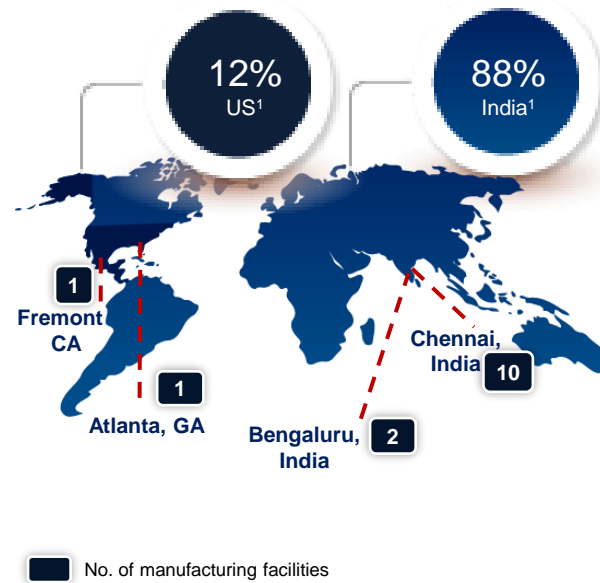 12%
US¹
88%
India¹
1
Fremont
CA
1
Atlanta, GA
Chennai,
India
10
Bengaluru,
India
2
No. of manufacturing facilities